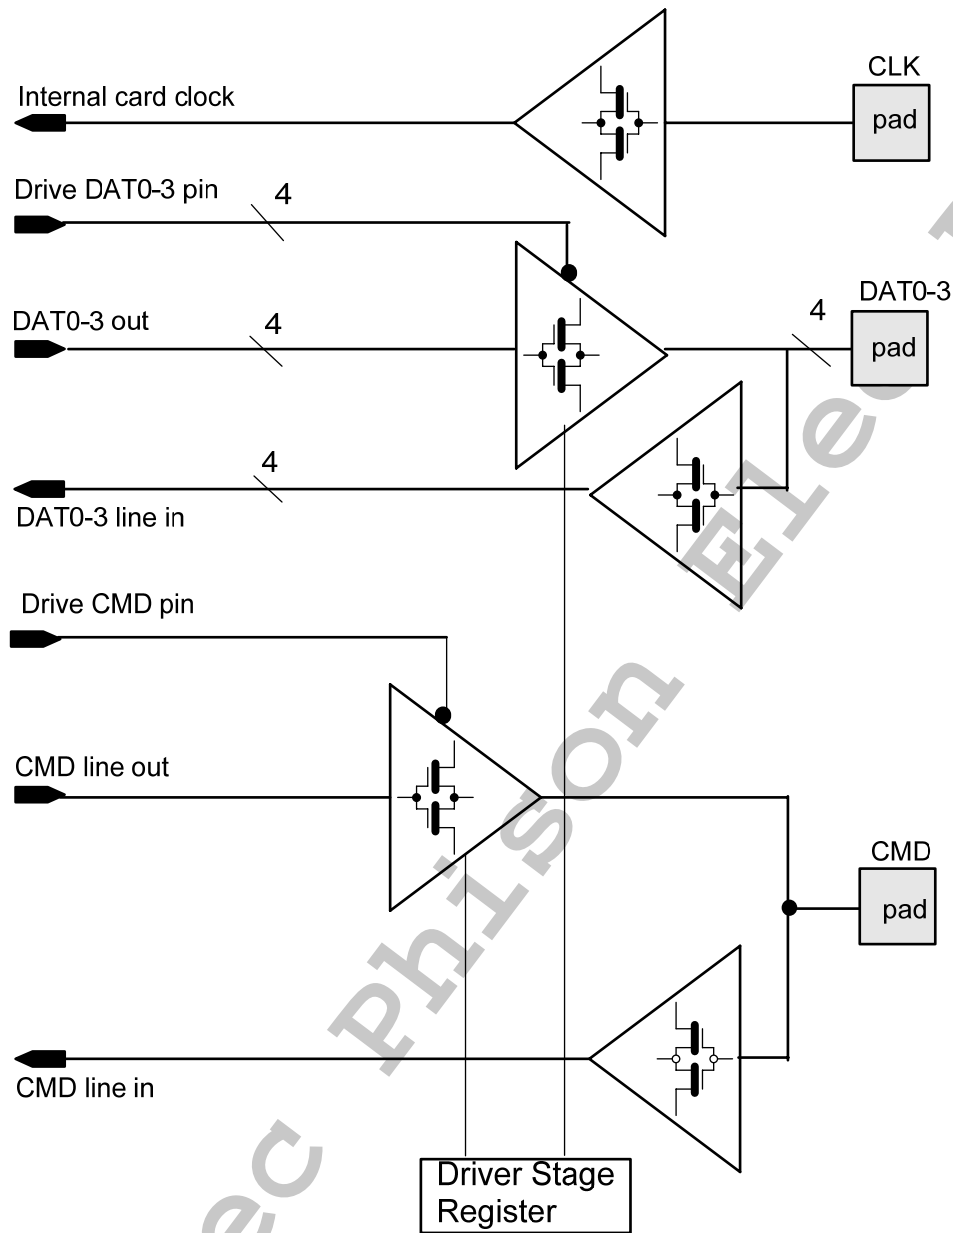 CLK
Internal card clock
pad
Drive DAT0-3 pin
4
DAT0-3
DAT0-3 out
4
4
pad
4
DAT0-3 line in
Drive CMD pin
CMD line out
CMD
pad
CMD line in
Driver Stage
Register
Phison